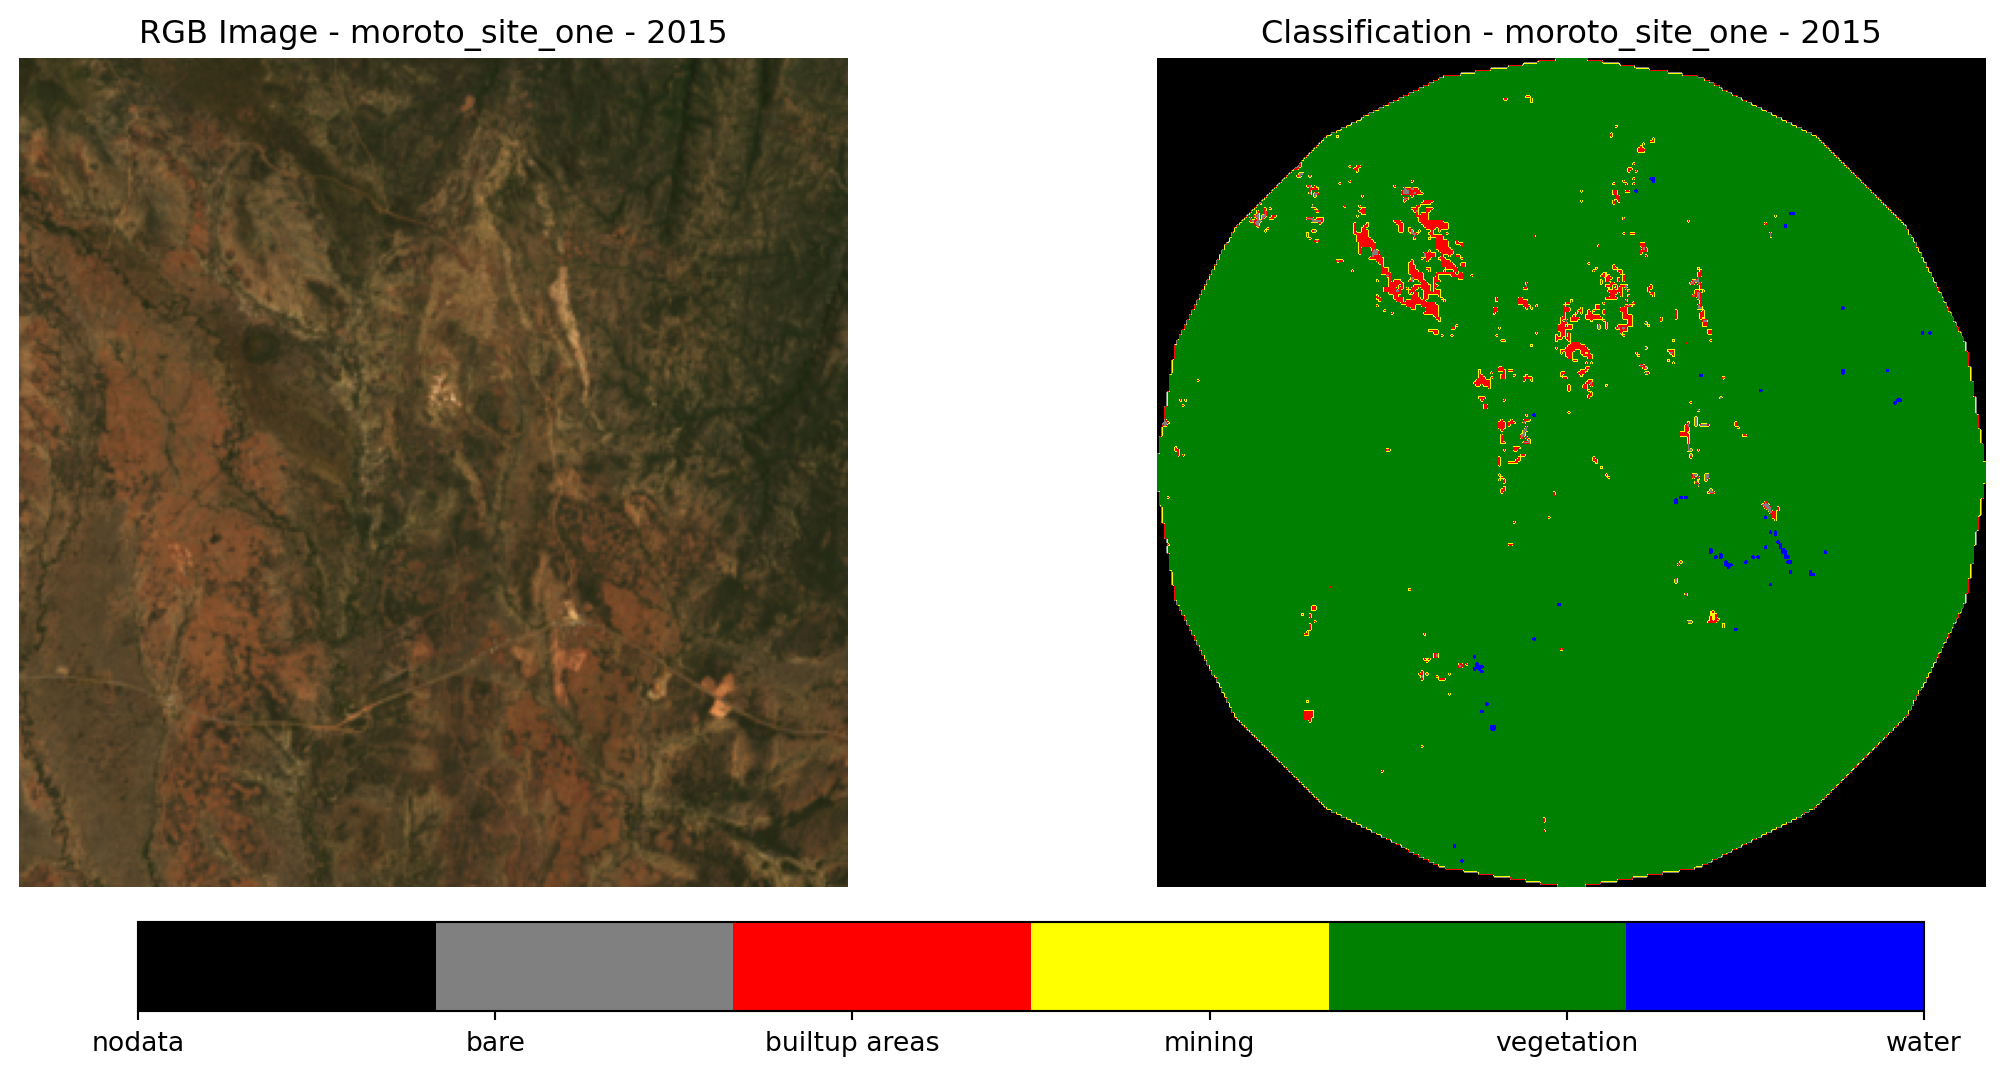 RGB Image - moroto_site_one - 2015
Classification - moroto_site_one - 2015
nodata bare builtup areas mining vegetation water